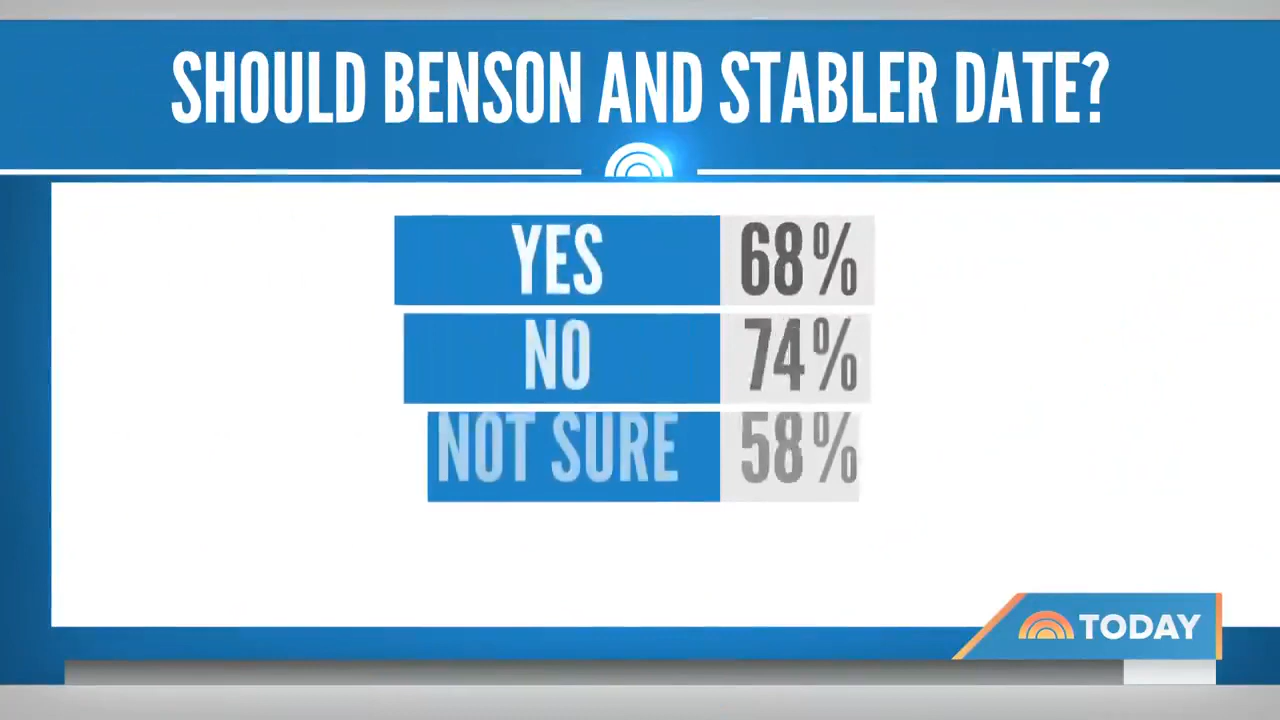 SHOULD BENSON AND STABLER DATE?
YES 68%
NO 74%
NOT SURE 58%
TODAY